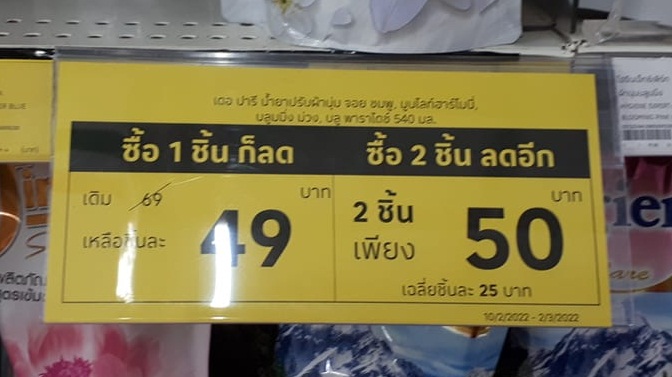 เดอ ปารี น้ำยาปรับผ้านุ่ม จอย ชมพู, มูนไลท์ฮาร์โมนี่,
บลูมมิ่ง ม่วง, บลู พาราไดซ์ 540 มล.
ซื้อ 1 ชิ้น ก็ลด
ซื้อ 2 ชิ้น ลดอีก
เดิม 69 บาท
เหลือชิ้นละ 49
บาท
2 ชิ้น
เพียง 50
เฉลี่ยชิ้นละ 25 บาท
10/2/2022 - 2/3/2022